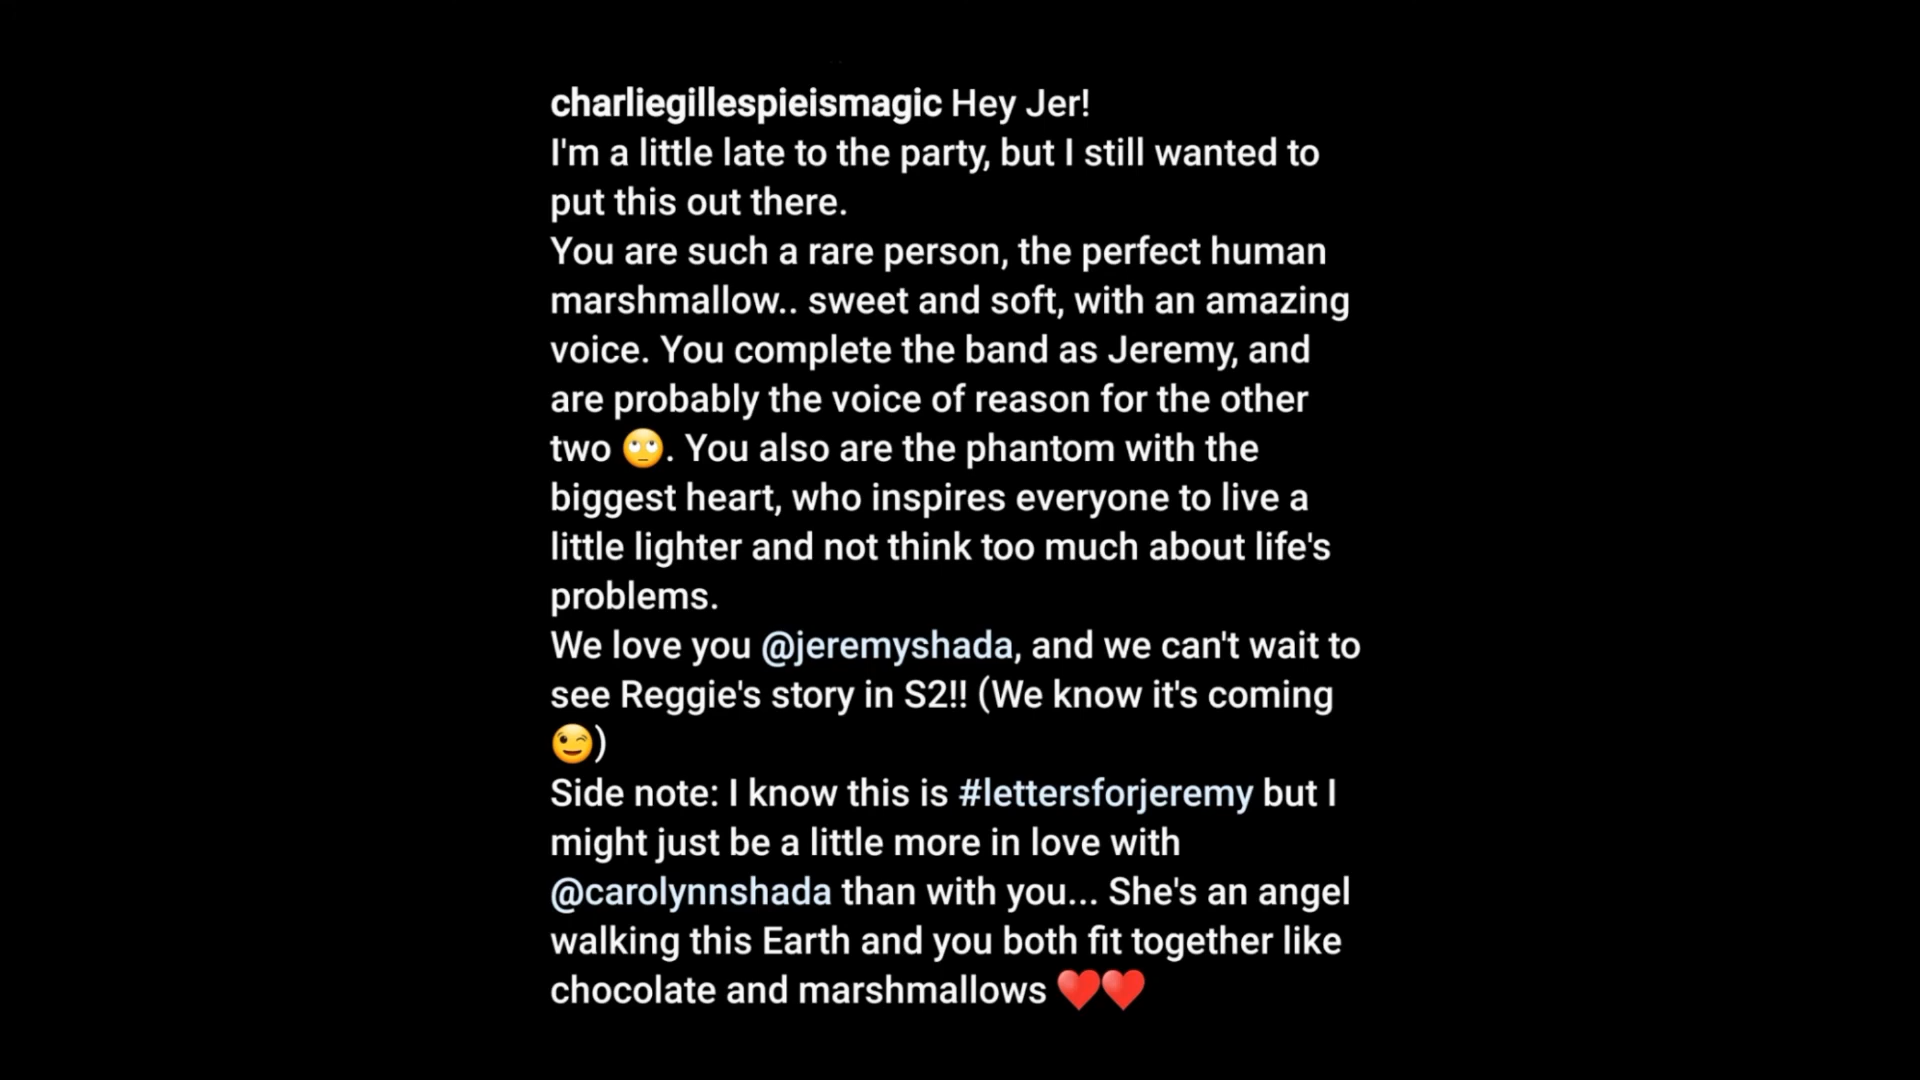 charliegillespieismagic Hey Jer!
I'm a little late to the party, but I still wanted to
put this out there.
You are such a rare person, the perfect human
marshmallow.. sweet and soft, with an amazing
voice. You complete the band as Jeremy, and
are probably the voice of reason for the other
two 🙄. You also are the phantom with the
biggest heart, who inspires everyone to live a
little lighter and not think too much about life's
problems.
We love you @jeremyshada, and we can't wait to
see Reggie's story in S2!! (We know it's coming
😉)
Side note: I know this is #lettersforjeremy but I
might just be a little more in love with
@carolynnshada than with you... She's an angel
walking this Earth and you both fit together like
chocolate and marshmallows ❤️❤️